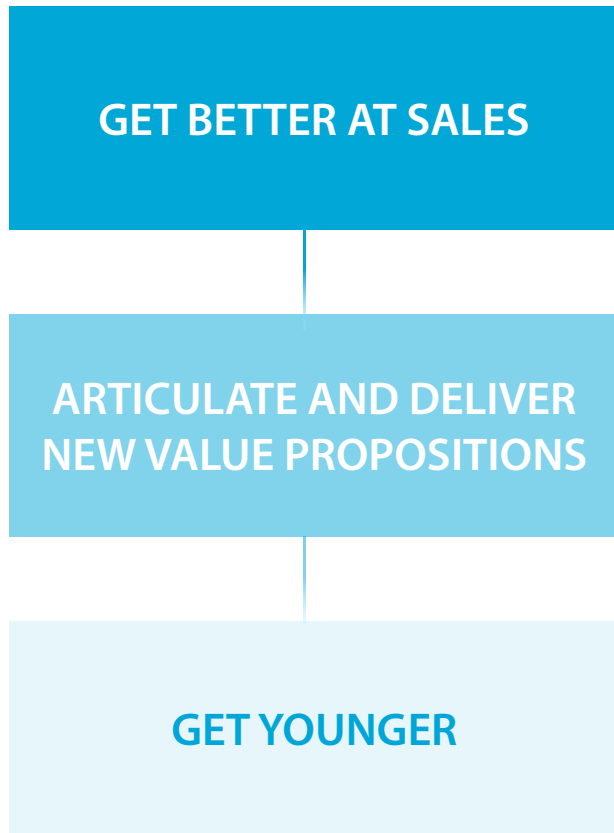 GET BETTER AT SALES
ARTICULATE AND DELIVER
NEW VALUE PROPOSITIONS
GET YOUNGER